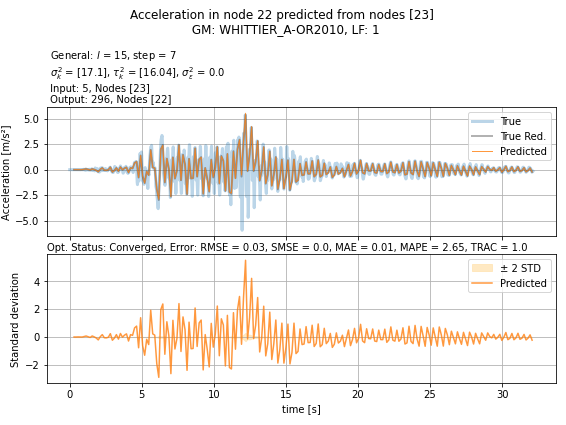 Acceleration in node 22 predicted from nodes [23]
GM: WHITTIER_A-OR2010, LF: 1
General: l = 15, step = 7
σ²ₖ = [17.1], τ²ₖ = [16.04], σ²ε = 0.0
Input: 5, Nodes [23]
Output: 296, Nodes [22]
Acceleration [m/s²]
5.0
2.5
0.0
−2.5
−5.0
True
True Red.
Predicted
Opt. Status: Converged, Error: RMSE = 0.03, SMSE = 0.0, MAE = 0.01, MAPE = 2.65, TRAC = 1.0
Standard deviation
4
2
0
−2
± 2 STD
Predicted
0 5 10 15 20 25 30
time [s]